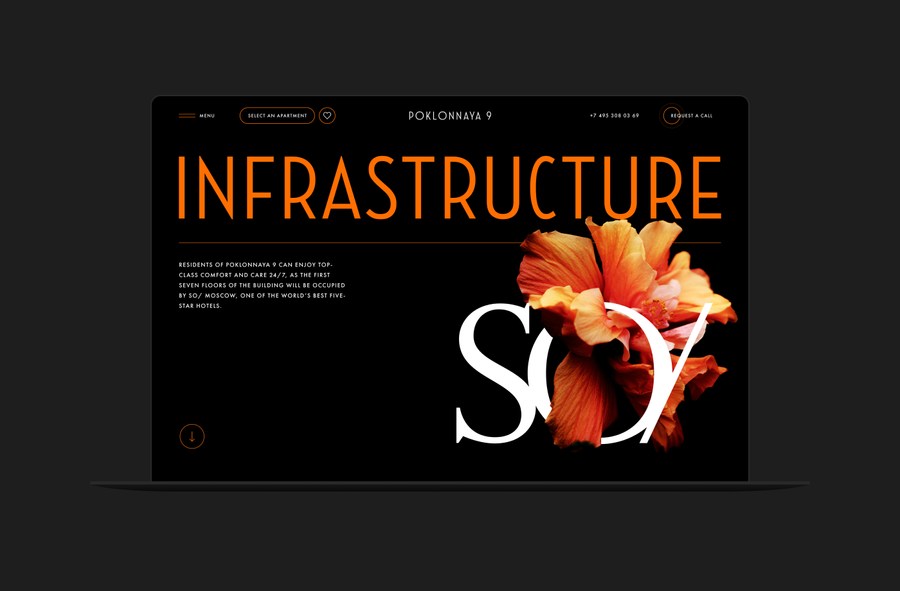 MENU
SELECT AN APARTMENT
POKLONNAYA 9
+7 495 308 03 69
REQUEST A CALL
INFRASTRUCTURE
RESIDENTS OF POKLONNAYA 9 CAN ENJOY TOP-
CLASS COMFORT AND CARE 24/7, AS THE FIRST
SEVEN FLOORS OF THE BUILDING WILL BE OCCUPIED
BY SO/ MOSCOW, ONE OF THE WORLD'S BEST FIVE-
STAR HOTELS.
SO/